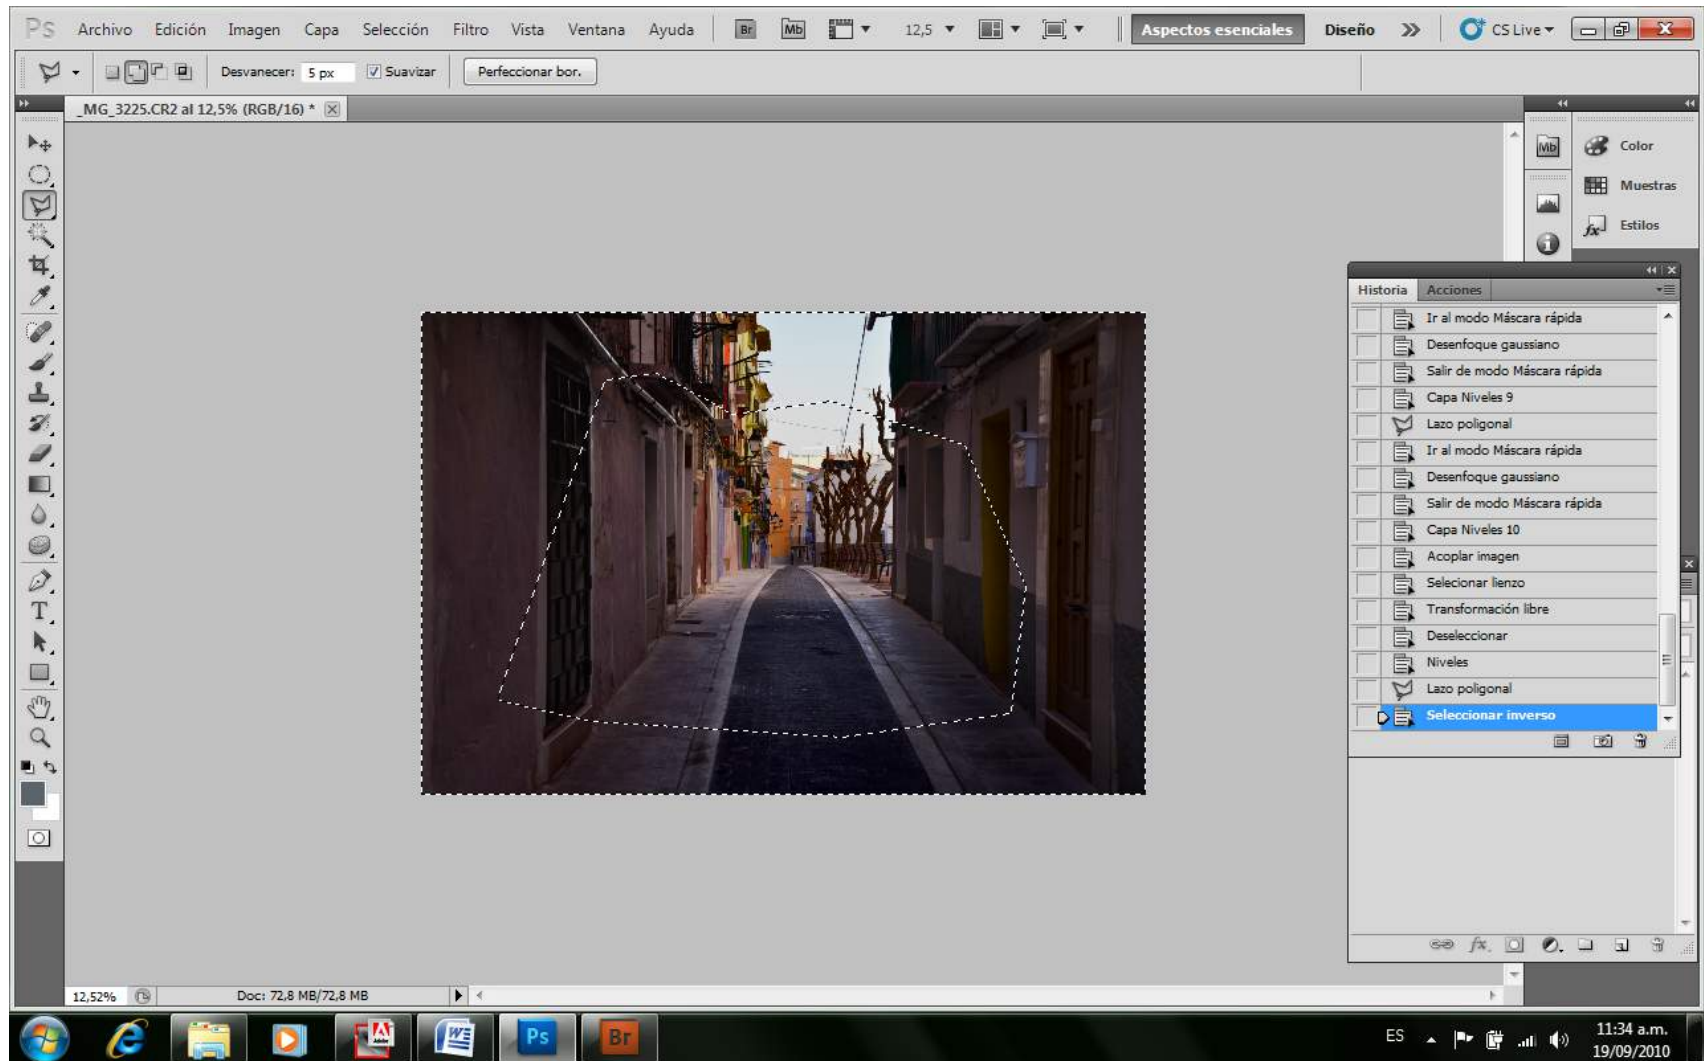 Ps Archivo Edición Imagen Capa Selección Filtro Vista Ventana Ayuda Br Mb 12,5 Aspectos esenciales Diseño CS Live
Desvanecer: 5 px Suavizar Perfeccionar bor.
_MG_3225.CR2 al 12,5% (RGB/16) *
Mb Color
Muestras
Estilos
Historia Acciones
Ir al modo Máscara rápida
Desenfoque gaussiano
Salir de modo Máscara rápida
Capa Niveles 9
Lazo poligonal
Ir al modo Máscara rápida
Desenfoque gaussiano
Salir de modo Máscara rápida
Capa Niveles 10
Acoplar imagen
Selecionar lienzo
Transformación libre
Deseleccionar
Niveles
Lazo poligonal
Seleccionar inverso
fx.
12,52% Doc: 72,8 MB/72,8 MB
Adobe Ps Br ES 11:34 a.m.
19/09/2010